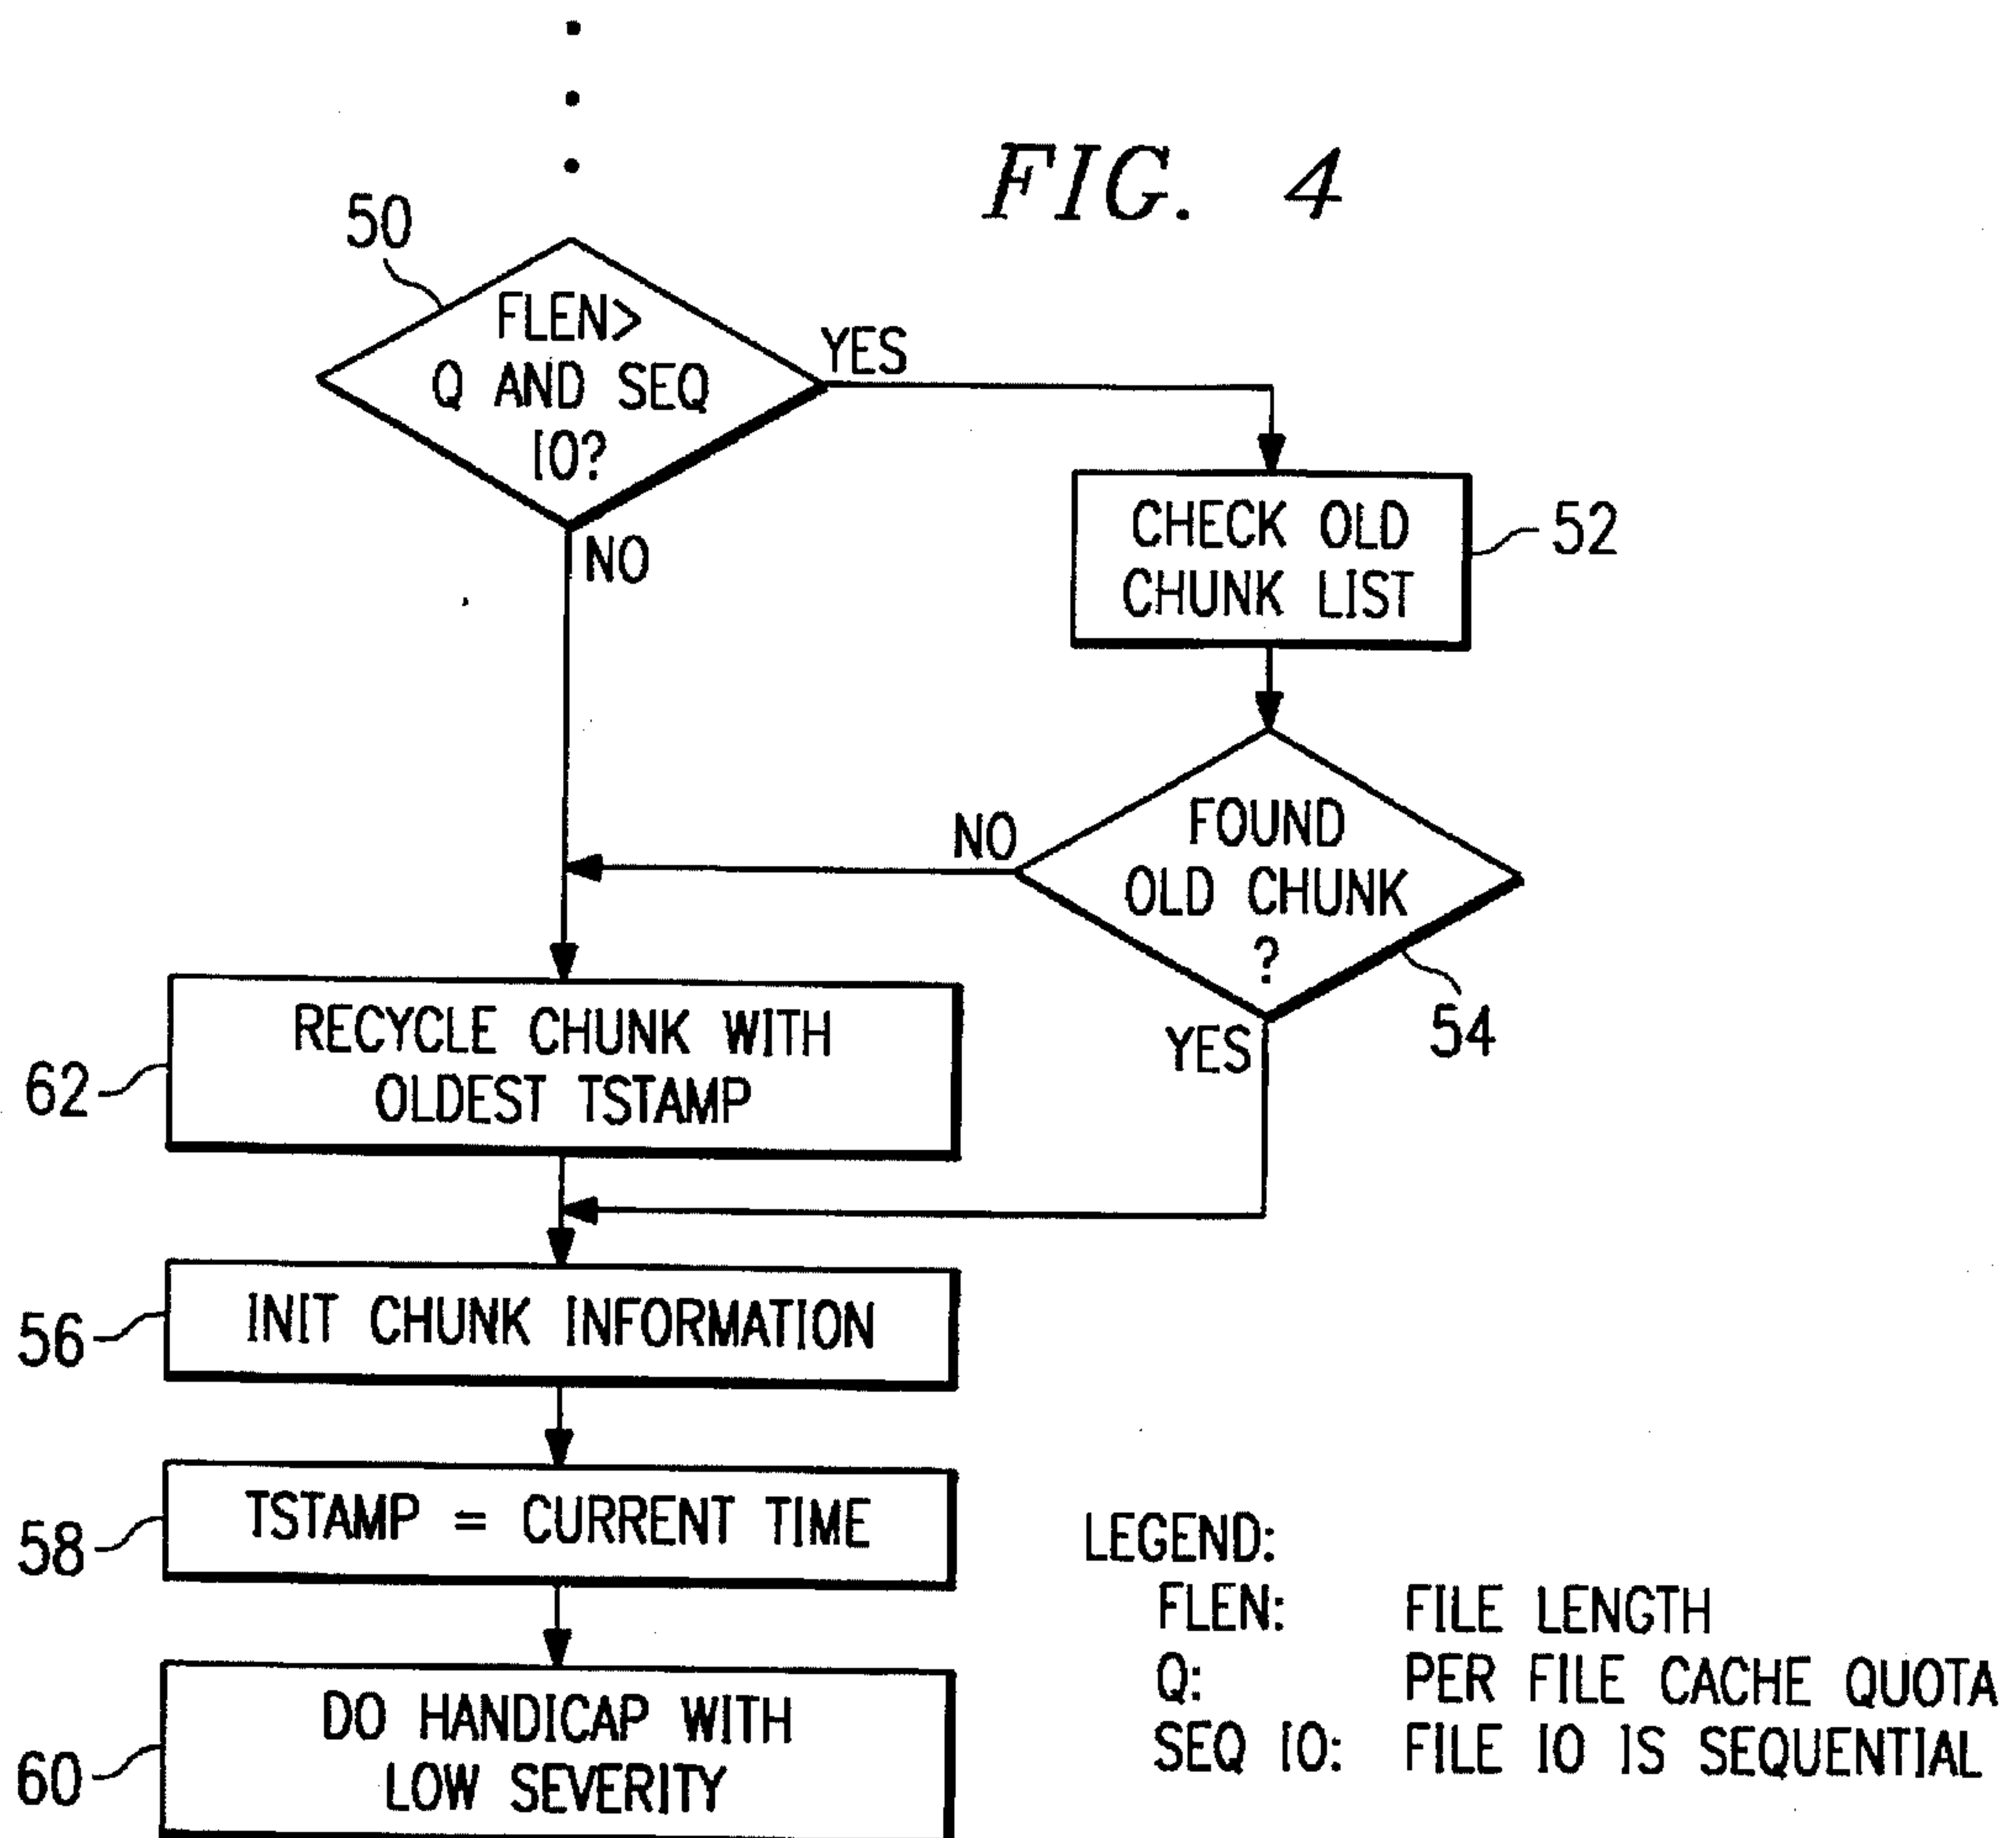 FIG. 4
50
FLEN>
Q AND SEQ
IO?
YES
NO
CHECK OLD
CHUNK LIST
52
FOUND
OLD CHUNK
?
NO
YES
54
RECYCLE CHUNK WITH
OLDEST TSTAMP
62
INIT CHUNK INFORMATION
56
TSTAMP = CURRENT TIME
58
DO HANDICAP WITH
LOW SEVERITY
60
LEGEND:
FLEN: FILE LENGTH
Q: PER FILE CACHE QUOTA
SEQ IO: FILE IO IS SEQUENTIAL